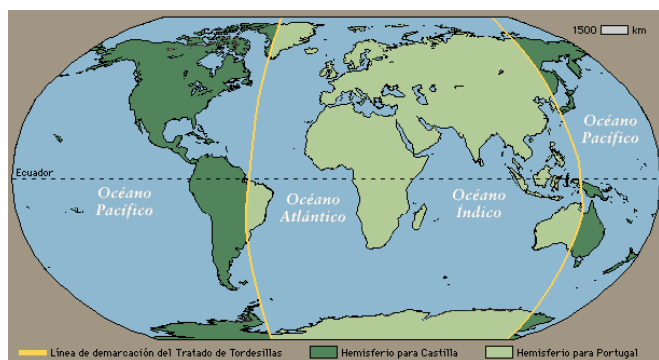 1500 km
Océano
Pacífico
Ecuador
Océano
Pacífico
Océano
Atlántico
Océano
Índico
Línea de demarcación del Tratado de Tordesillas
Hemisferio para Castilla
Hemisferio para Portugal